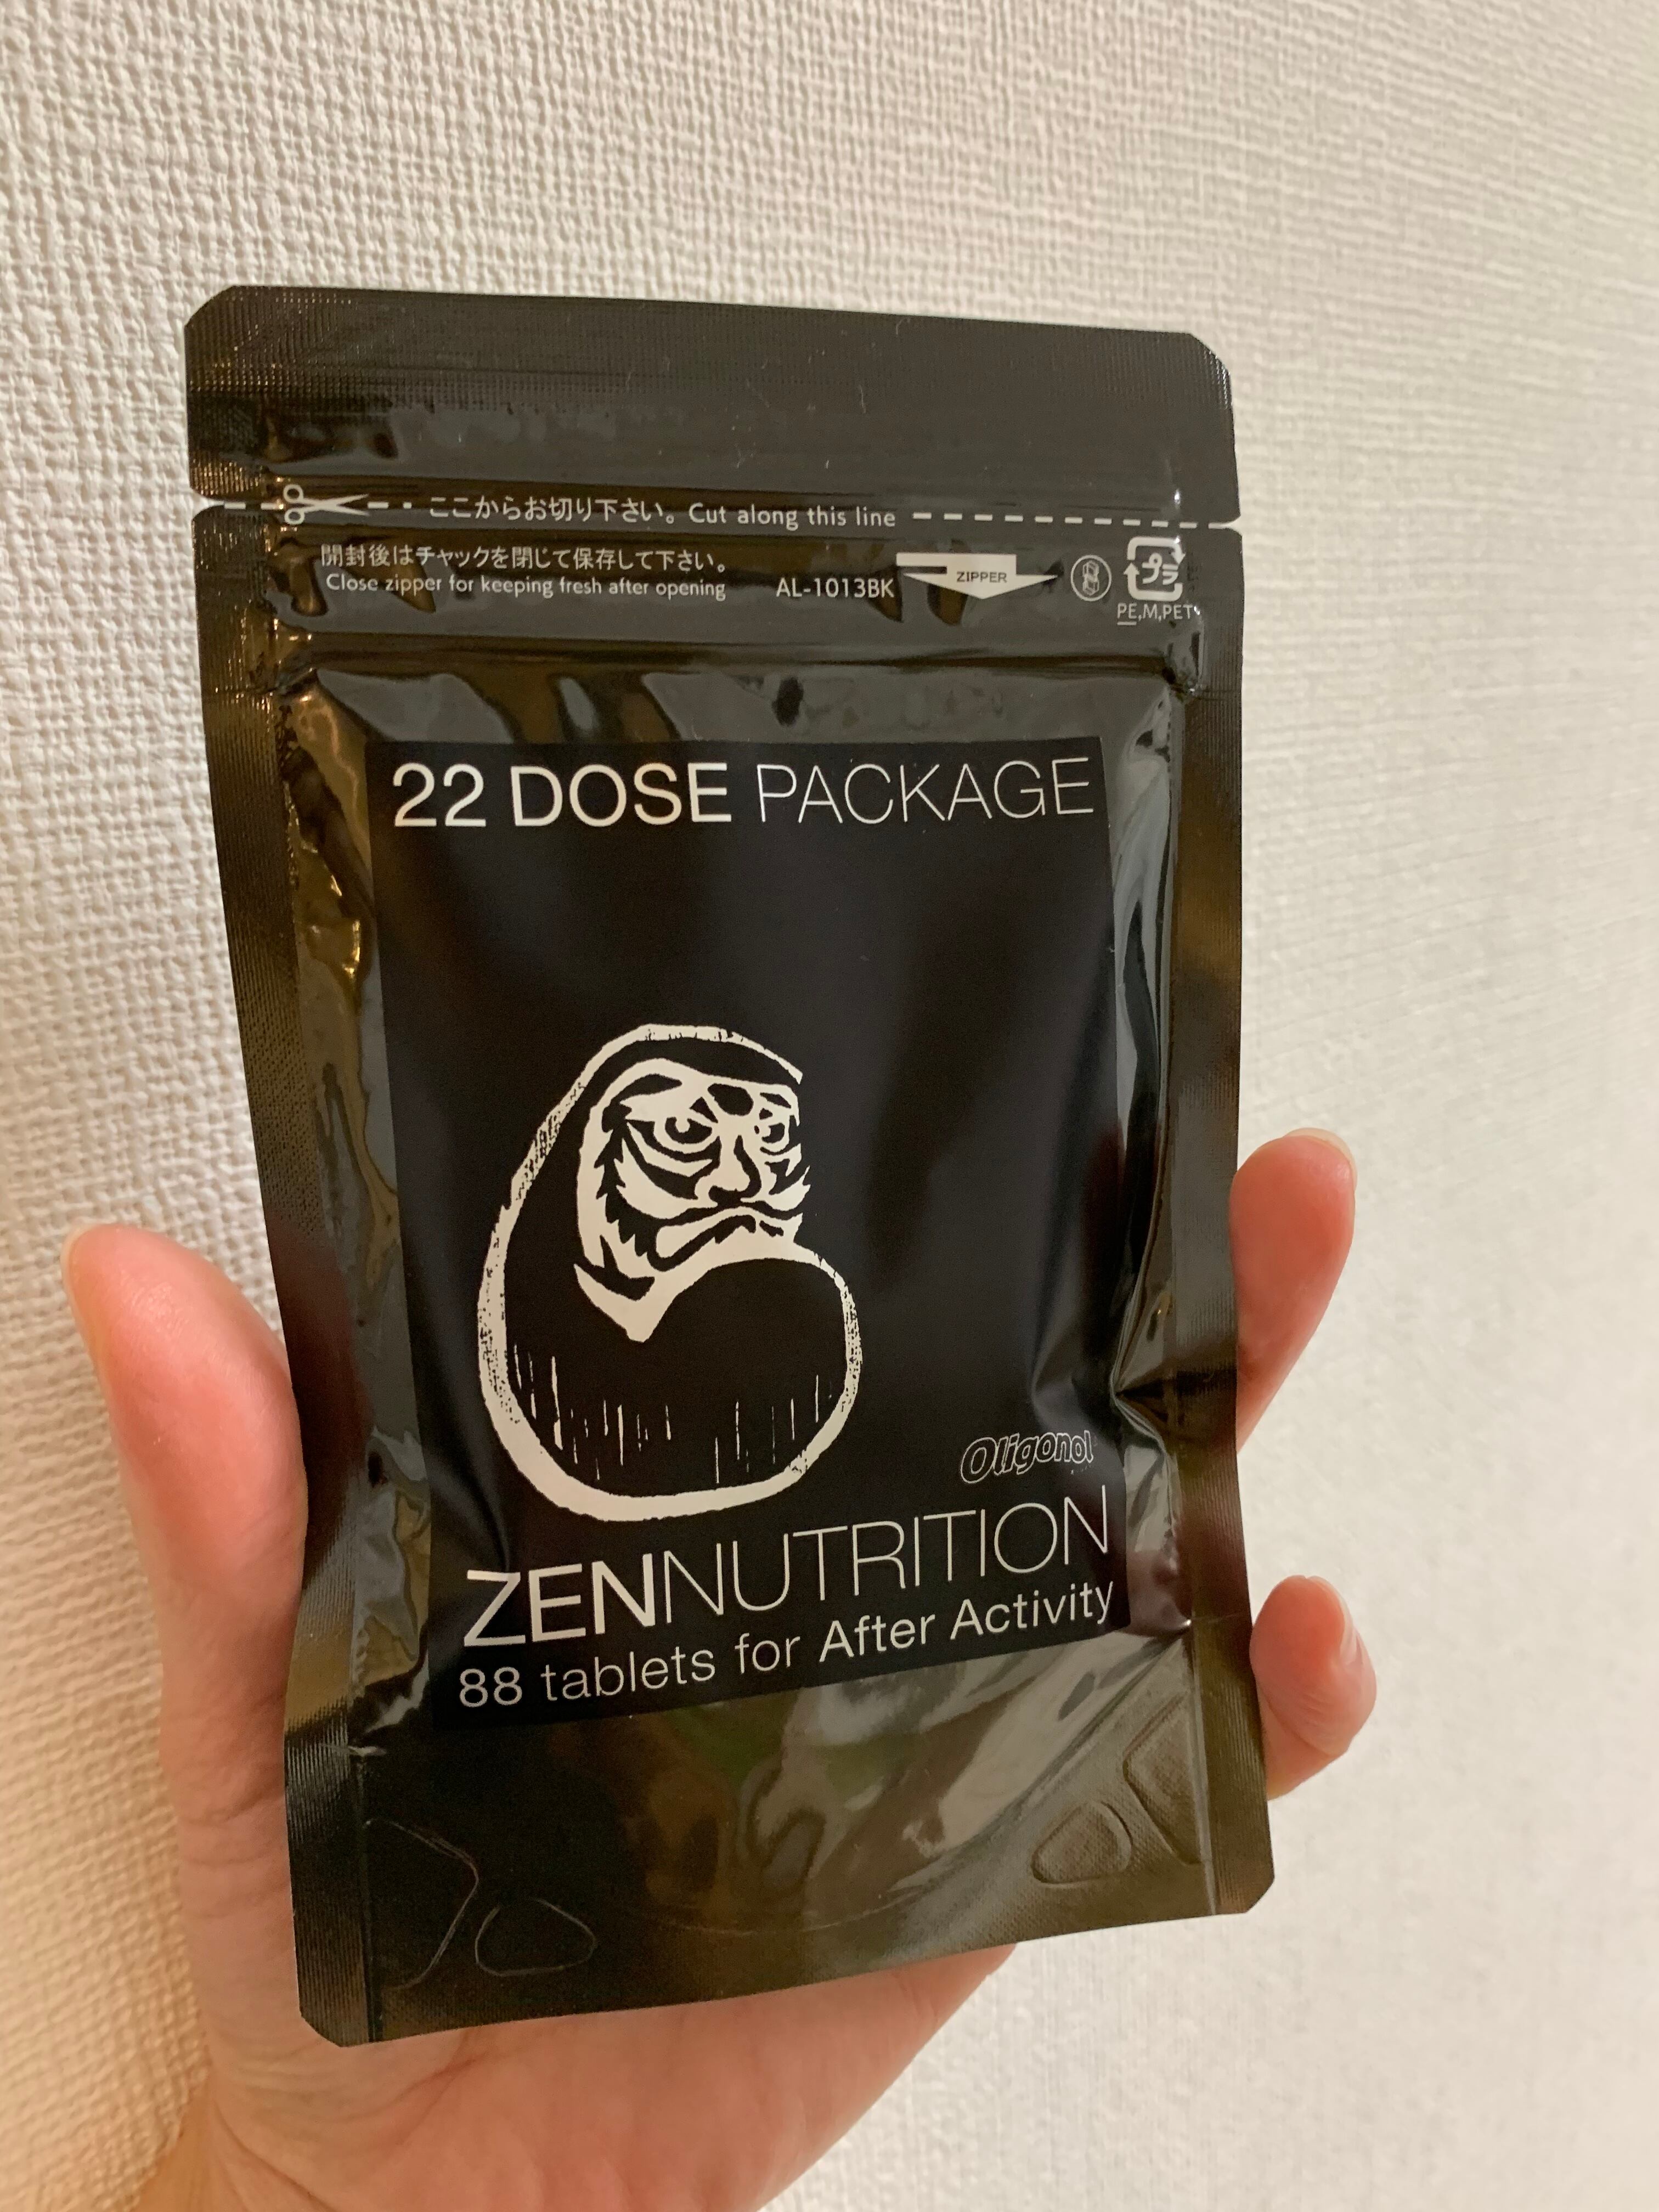 ここからお切り下さい。 Cut along this line
開封後はチャックを閉じて保存して下さい。
Close zipper for keeping fresh after opening AL-1013BK ZIPPER プラ
PE,M,PET
22 DOSE PACKAGE
Oligonol
ZENNUTRITION
88 tablets for After Activity